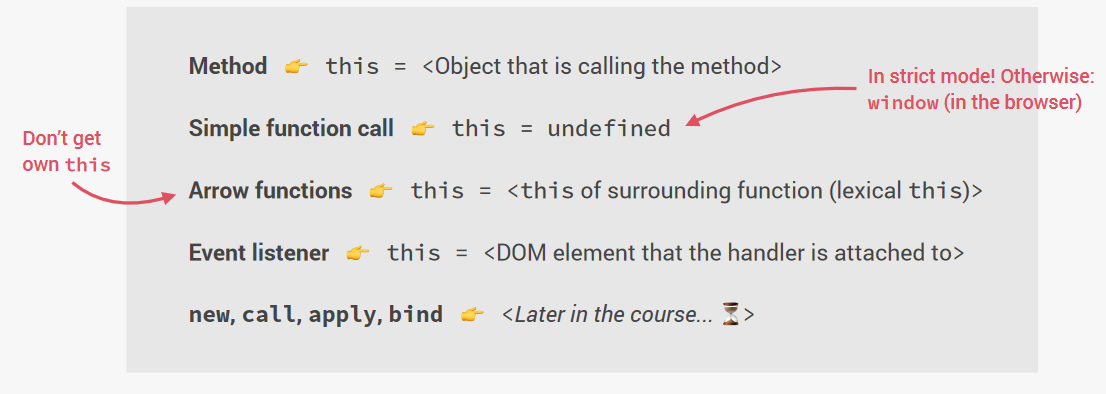 Method 👉 this = <Object that is calling the method>
In strict mode! Otherwise:
window (in the browser)
Simple function call 👉 this = undefined
Don't get
own this
Arrow functions 👉 this = <this of surrounding function (lexical this)>
Event listener 👉 this = <DOM element that the handler is attached to>
new, call, apply, bind 👉 <Later in the course... ⏳>